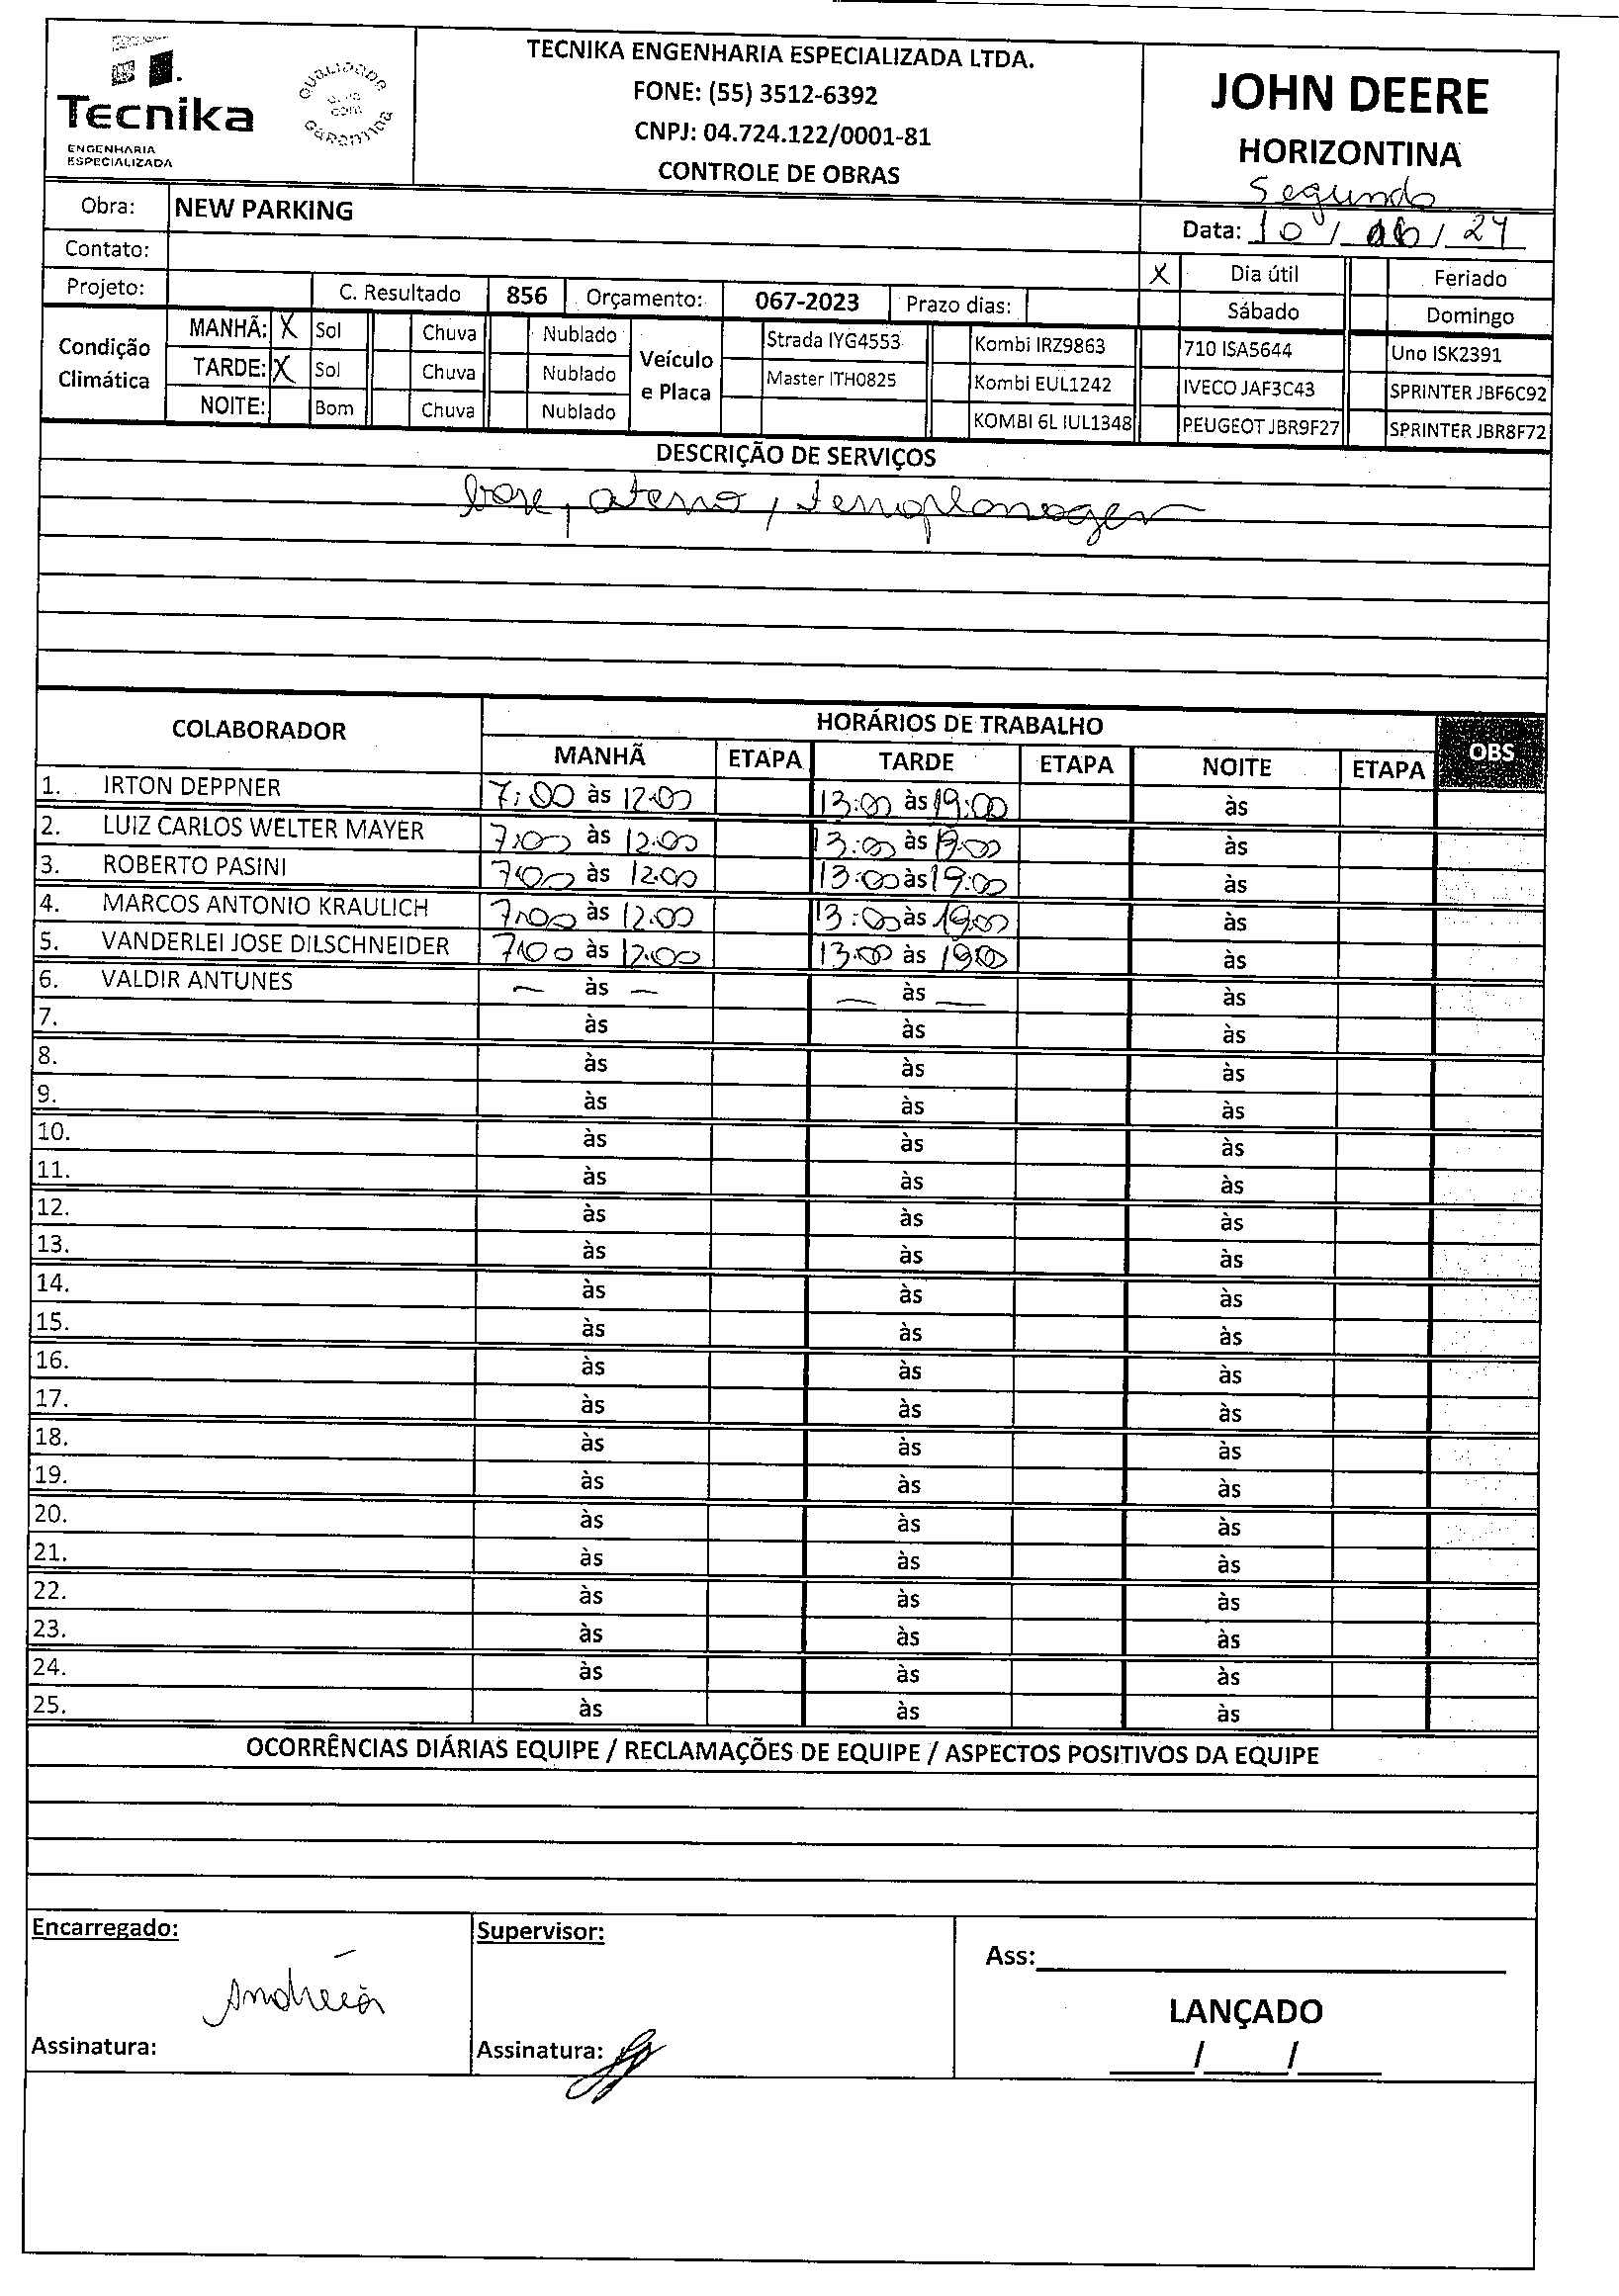 Tecnika
ENGENHARIA
ESPECIALIZADA
QUALIDADE
COM
GARANTIA
TECNIKA ENGENHARIA ESPECIALIZADA LTDA.
FONE: (55) 3512-6392
CNPJ: 04.724.122/0001-81
CONTROLE DE OBRAS
JOHN DEERE
HORIZONTINA
Segunda
Obra: NEW PARKING
Data: 10 / 06 / 24
Contato:
X Dia útil Feriado
Projeto: C. Resultado 856 Orçamento: 067-2023 Prazo dias: Sábado Domingo
Condição Climática
MANHÃ: X Sol Chuva Nublado
TARDE: X Sol Chuva Nublado
NOITE: Bom Chuva Nublado
Veículo e Placa
Strada IYG4553 Kombi IRZ9863 710 ISA5644 Uno ISK2391
Master ITH0825 Kombi EUL1242 IVECO JAF3C43 SPRINTER JBF6C92
KOMBI 6L IUL1348 PEUGEOT JBR9F27 SPRINTER JBR8F72
DESCRIÇÃO DE SERVIÇOS
base, aterro, terraplanagem
COLABORADOR HORÁRIOS DE TRABALHO OBS
MANHÃ ETAPA TARDE ETAPA NOITE ETAPA
1. IRTON DEPPNER 7:00 às 12:00 13:00 às 19:00 às
2. LUIZ CARLOS WELTER MAYER 7:00 às 12:00 13:00 às 19:00 às
3. ROBERTO PASINI 7:00 às 12:00 13:00 às 19:00 às
4. MARCOS ANTONIO KRAULICH 7:00 às 12:00 13:00 às 19:00 às
5. VANDERLEI JOSE DILSCHNEIDER 7:00 às 12:00 13:00 às 19:00 às
6. VALDIR ANTUNES — às — — às — às
7. às às às
8. às às às
9. às às às
10. às às às
11. às às às
12. às às às
13. às às às
14. às às às
15. às às às
16. às às às
17. às às às
18. às às às
19. às às às
20. às às às
21. às às às
22. às às às
23. às às às
24. às às às
25. às às às
OCORRÊNCIAS DIÁRIAS EQUIPE / RECLAMAÇÕES DE EQUIPE / ASPECTOS POSITIVOS DA EQUIPE
Encarregado: Supervisor:
Ass:
Andréia
LANÇADO
Assinatura: Assinatura:
/ /